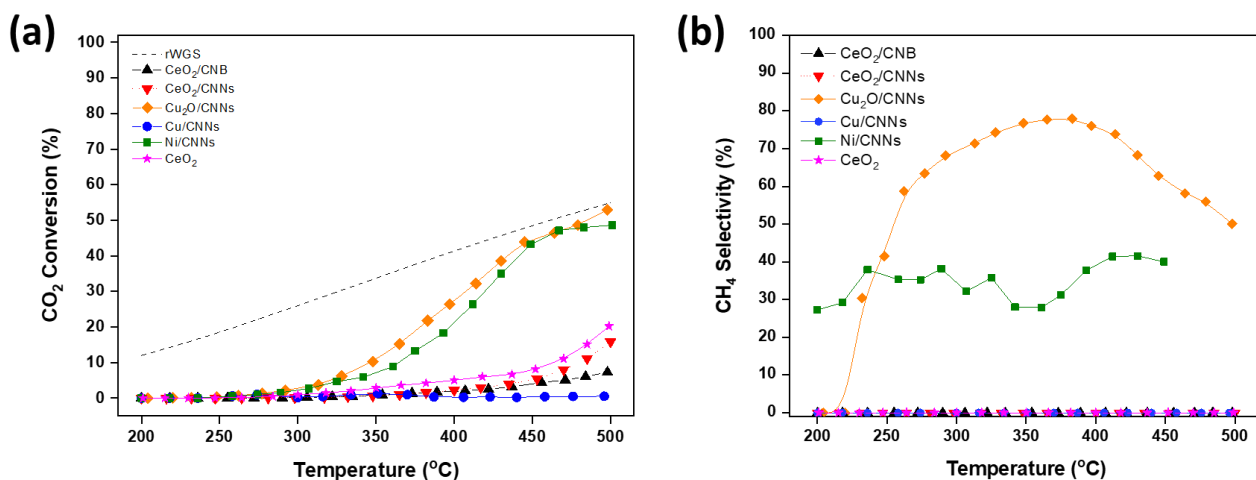 (a)
100
90
80
70
60
50
40
30
20
10
0
CO2 Conversion (%)
rWGS
CeO2/CNB
CeO2/CNNs
Cu2O/CNNs
Cu/CNNs
Ni/CNNs
CeO2
200 250 300 350 400 450 500
Temperature (oC)
(b)
100
90
80
70
60
50
40
30
20
10
0
CH4 Selectivity (%)
CeO2/CNB
CeO2/CNNs
Cu2O/CNNs
Cu/CNNs
Ni/CNNs
CeO2
200 250 300 350 400 450 500
Temperature (oC)